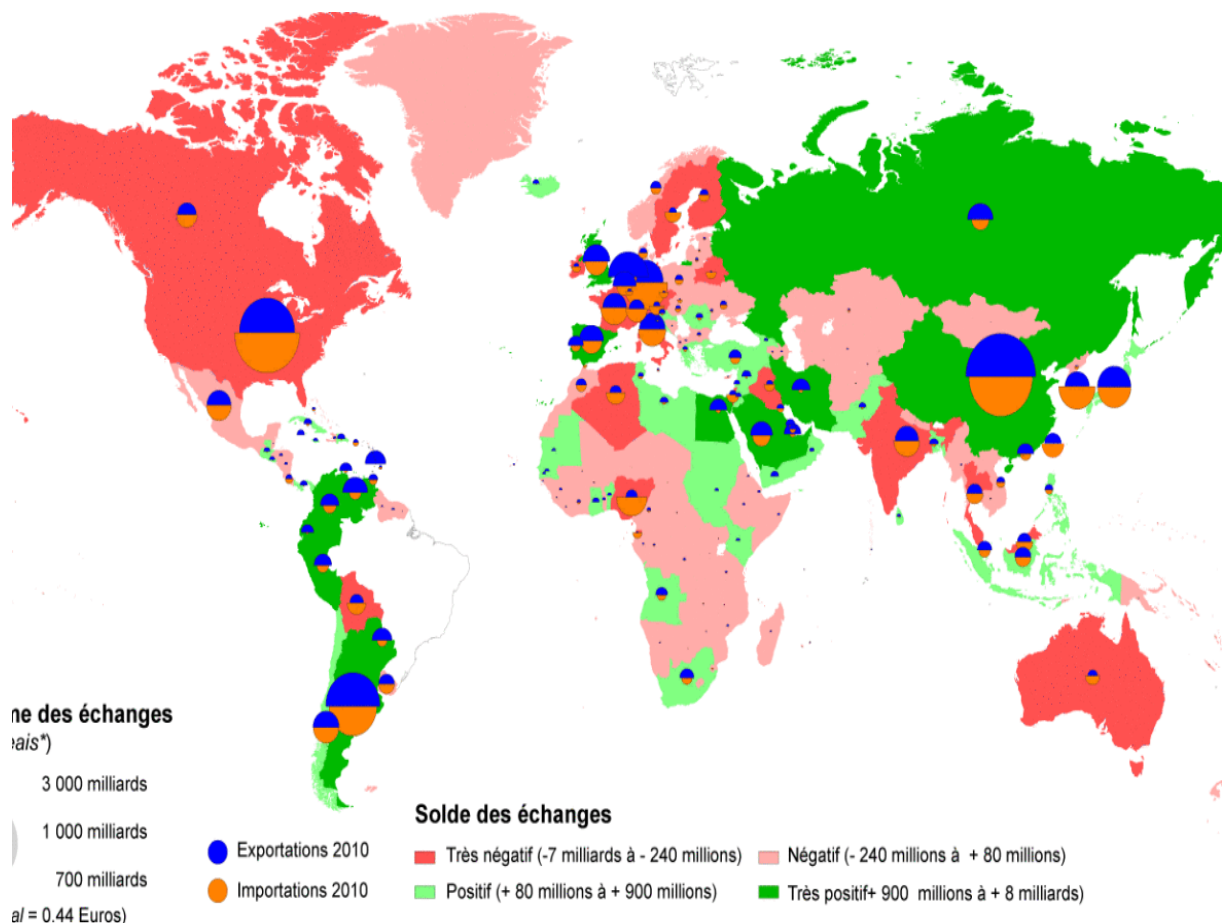 ne des échanges
eais*)
3 000 milliards
1 000 milliards
700 milliards
al = 0.44 Euros)
Exportations 2010
Importations 2010
Solde des échanges
Très négatif (-7 milliards à - 240 millions)
Négatif (- 240 millions à + 80 millions)
Positif (+ 80 millions à + 900 millions)
Très positif+ 900 millions à + 8 milliards)